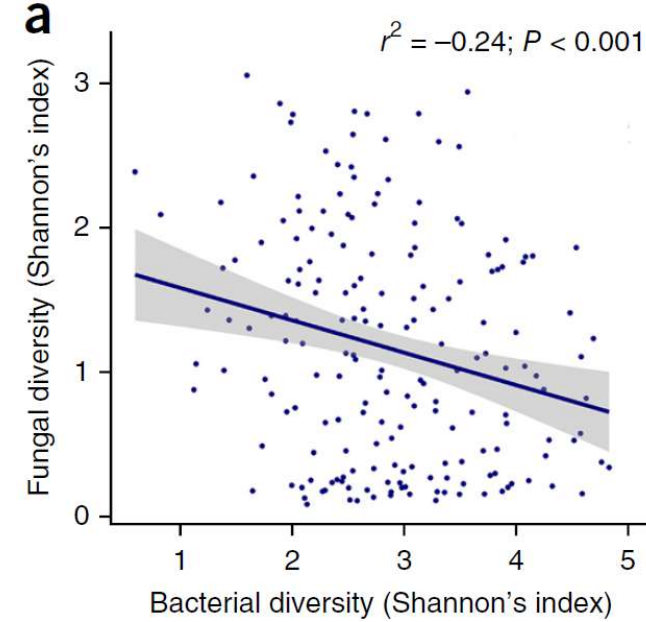 a
r² = –0.24; P < 0.001
Fungal diversity (Shannon's index)
3
2
1
0
1 2 3 4 5
Bacterial diversity (Shannon's index)